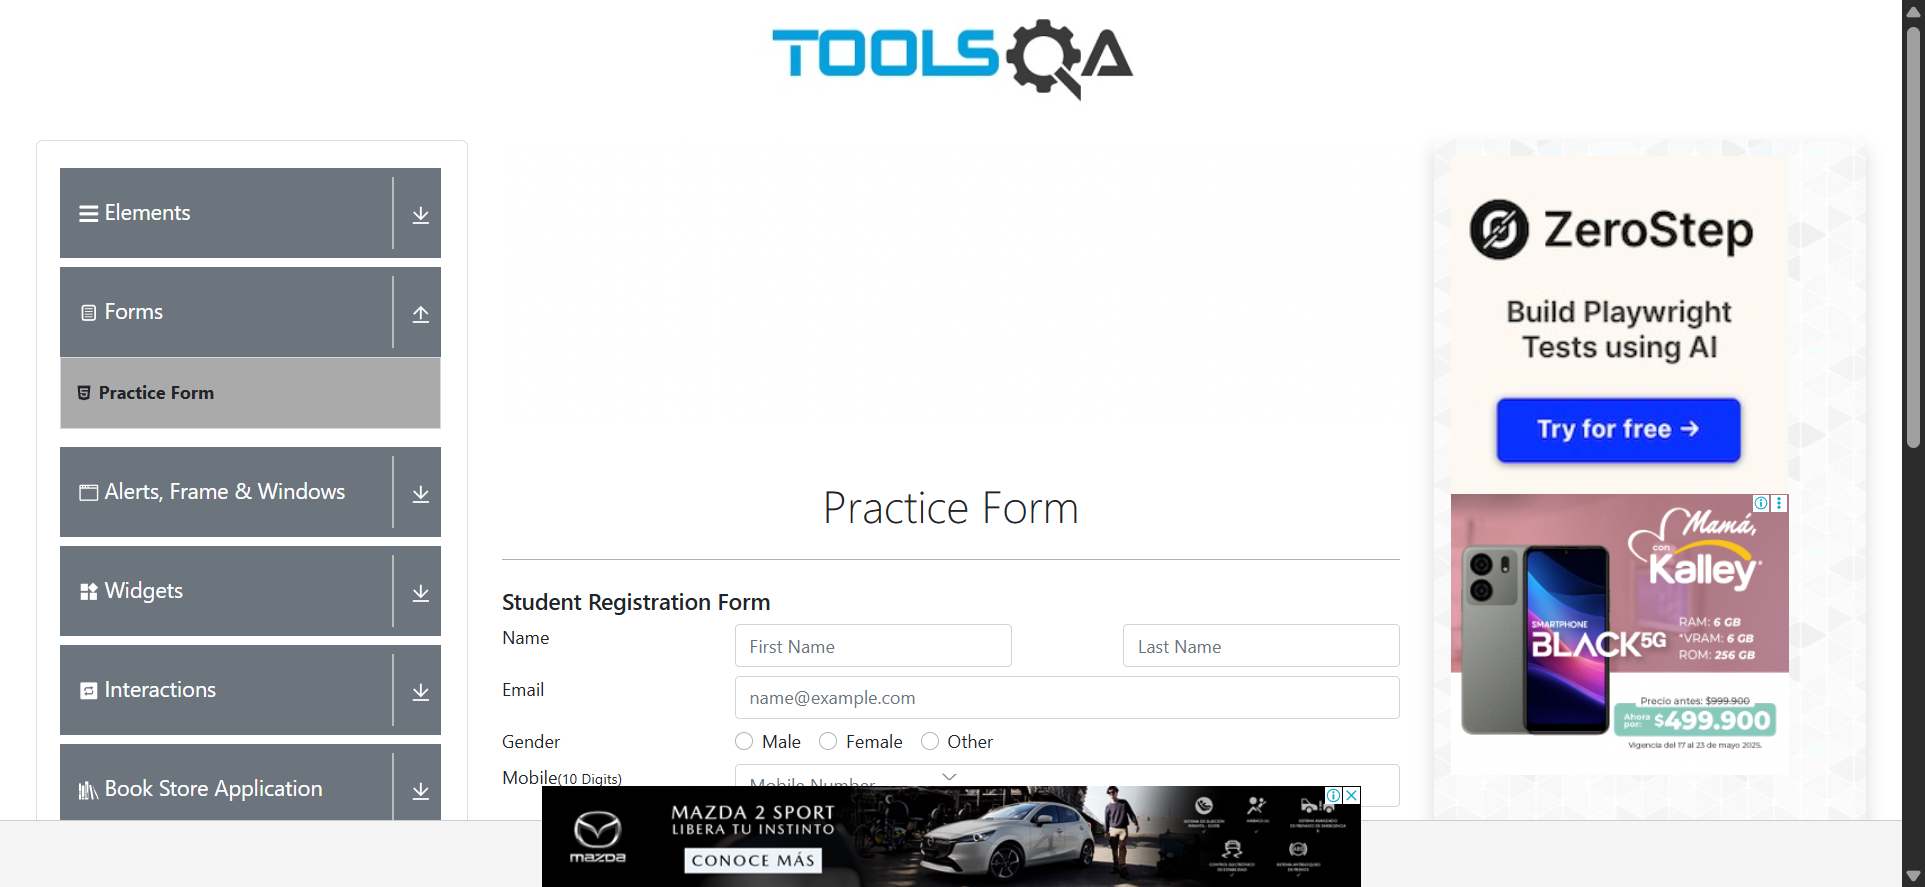 TOOLSQA
Elements
Forms
Practice Form
Alerts, Frame & Windows
Widgets
Interactions
Book Store Application
Practice Form
Student Registration Form
Name
First Name
Last Name
Email
name@example.com
Gender
Male
Female
Other
Mobile(10 Digits)
Mobile Number
ZeroStep
Build Playwright
Tests using AI
Try for free →
Mamá,
con
Kalley
SMARTPHONE
BLACK5G
RAM: 6 GB
*VRAM: 6 GB
ROM: 256 GB
Precio antes: $999.900
Ahora
por:
$499.900
Vigencia del 17 al 23 de mayo 2025.
mazda
MAZDA 2 SPORT
LIBERA TU INSTINTO
CONOCE MÁS